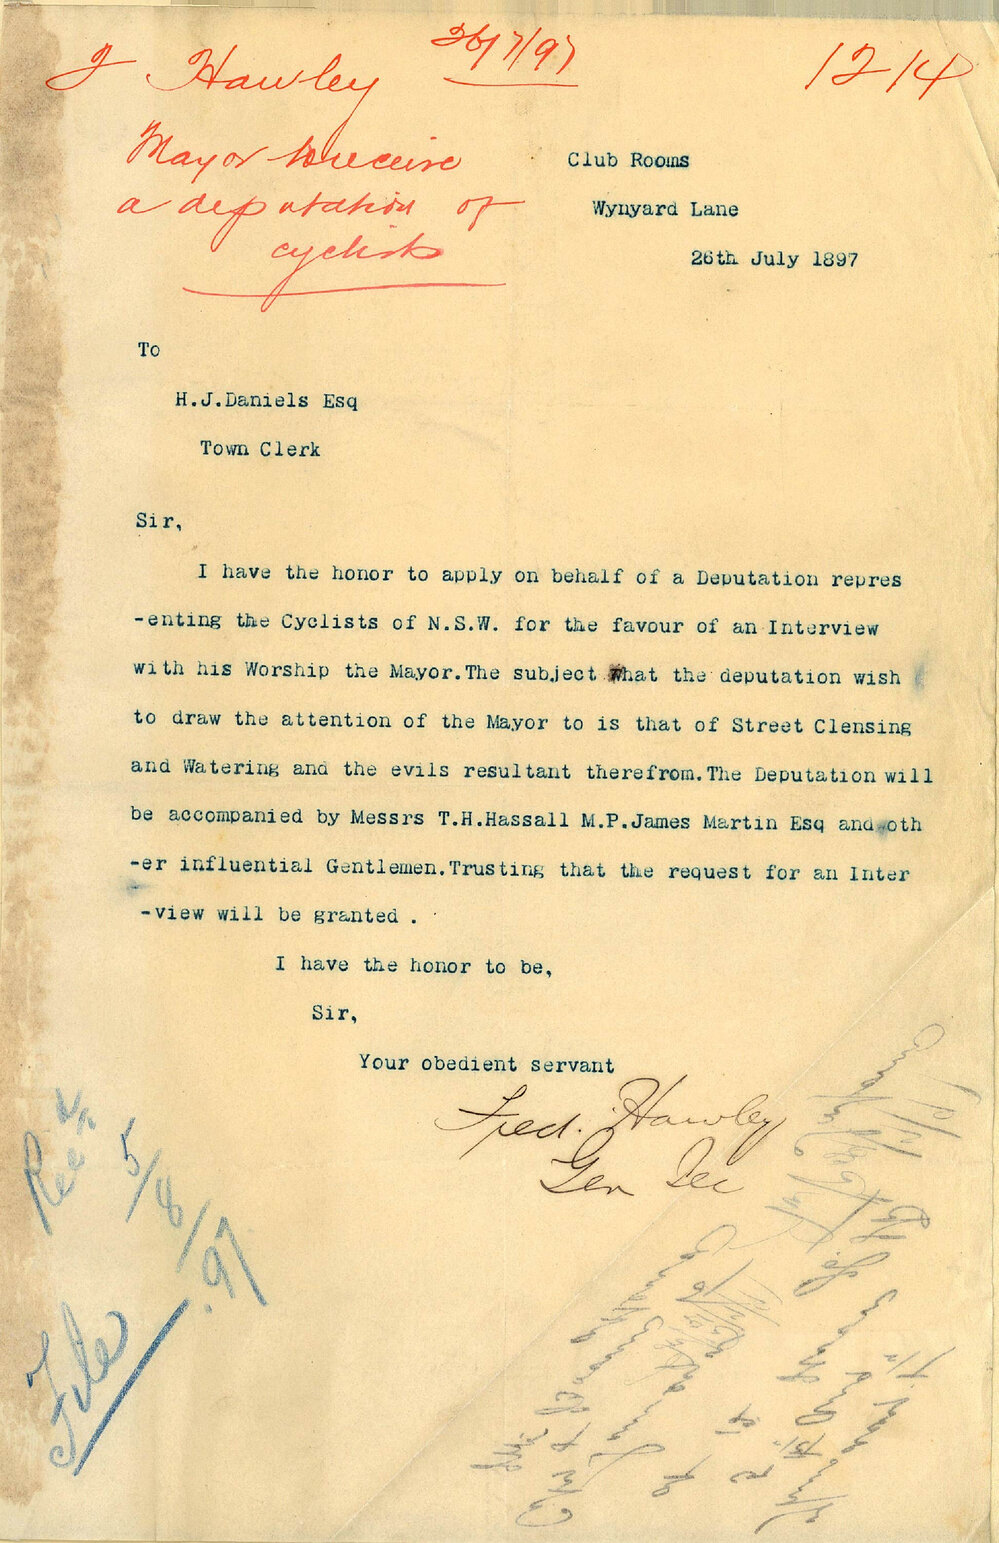 F Hawley 26/7/97 1214
Mayor to receive
a deputation of
cyclists
Club Rooms
Wynyard Lane
26th July 1897
To
H.J.Daniels Esq
Town Clerk
Sir,
I have the honor to apply on behalf of a Deputation repres
-enting the Cyclists of N.S.W. for the favour of an Interview
with his Worship the Mayor.The subject that the deputation wish
to draw the attention of the Mayor to is that of Street Clensing
and Watering and the evils resultant therefrom.The Deputation will
be accompanied by Messrs T.H.Hassall M.P.James Martin Esq and oth
-er influential Gentlemen.Trusting that the request for an Inter
-view will be granted .
I have the honor to be,
Sir,
Your obedient servant
Fred. Hawley
Gen Sec
5/8/97
File